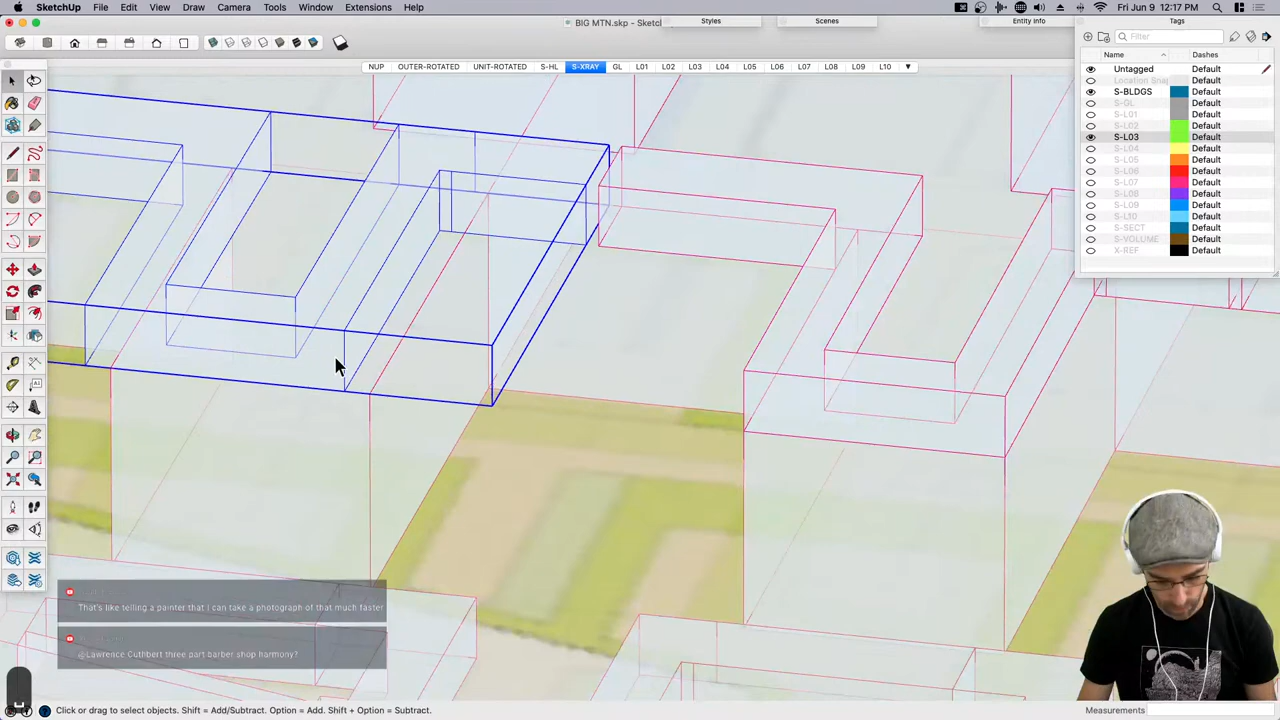 SketchUp File Edit View Draw Camera Tools Window Extensions Help Fri Jun 9 12:17 PM
BIG MTN.skp - Sketch
Styles Scenes Entity Info Tags
Filter
NUP OUTER-ROTATED UNIT-ROTATED S-HL S-XRAY GL L01 L02 L03 L04 L05 L06 L07 L08 L09 L10
Name Dashes
Untagged Default
Location Snap Default
S-BLDGS Default
S-GL Default
S-L01 Default
S-L02 Default
S-L03 Default
S-L04 Default
S-L05 Default
S-L06 Default
S-L07 Default
S-L08 Default
S-L09 Default
S-L10 Default
S-SECT Default
S-VOLUME Default
X-REF Default
That's like telling a painter that I can take a photograph of that much faster
@Lawrence Cuthbert three part barber shop harmony?
Click or drag to select objects. Shift = Add/Subtract. Option = Add. Shift + Option = Subtract.
Measurements